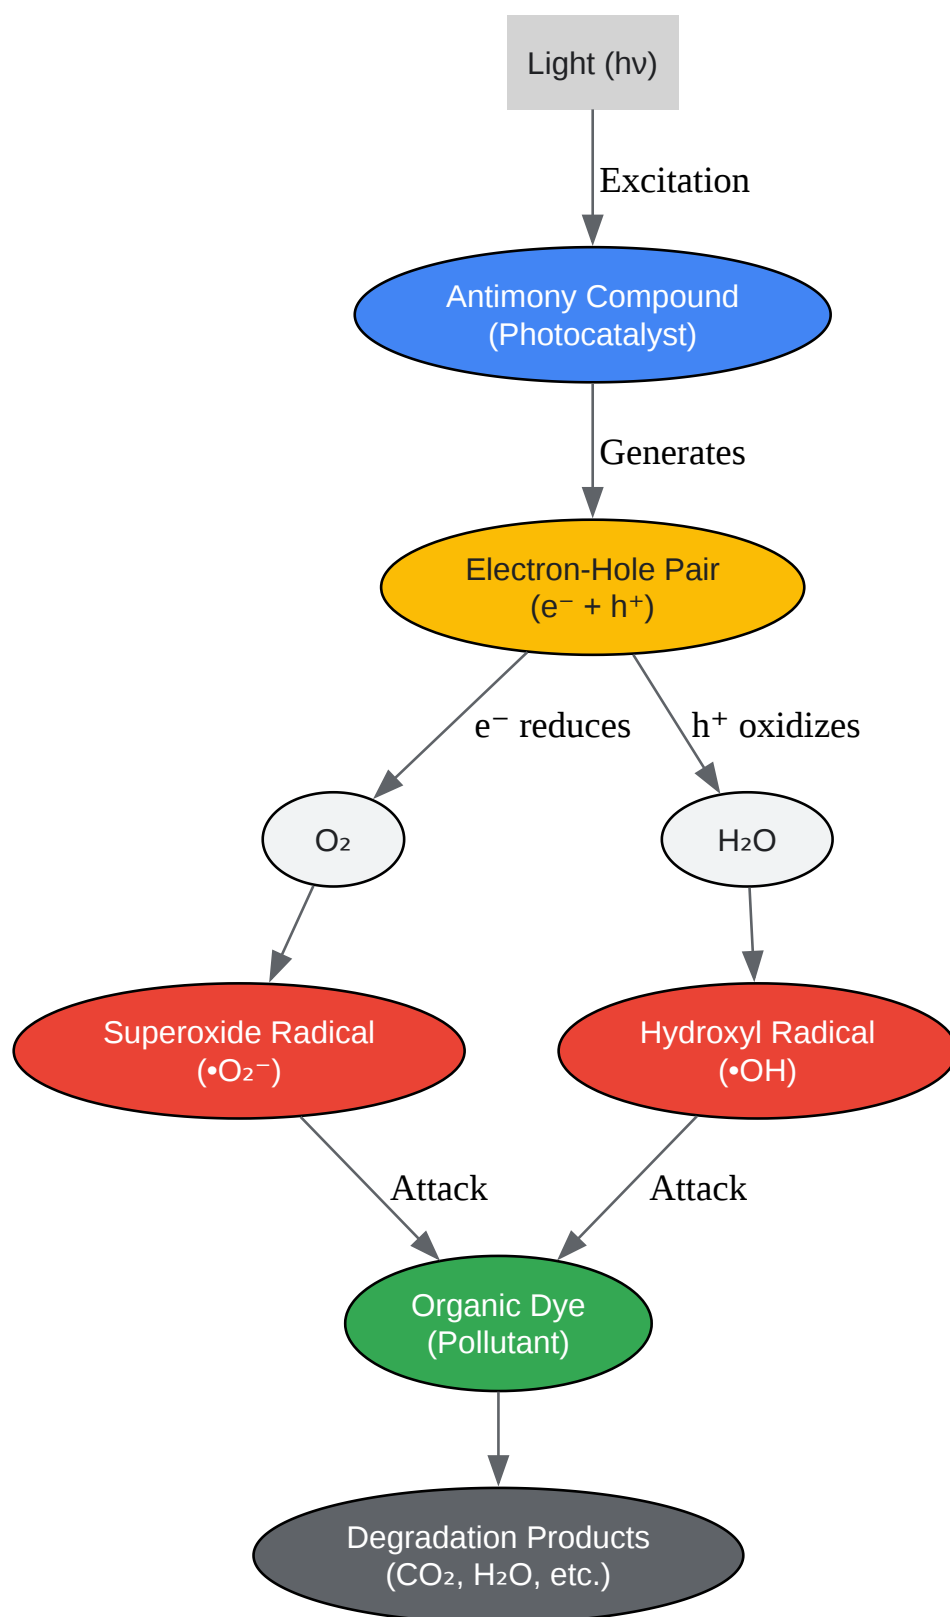 Light (hν)
Excitation
Antimony Compound
(Photocatalyst)
Generates
Electron-Hole Pair
(e⁻ + h⁺)
e⁻ reduces
h⁺ oxidizes
O₂
H₂O
Superoxide Radical
(•O₂⁻)
Hydroxyl Radical
(•OH)
Attack
Attack
Organic Dye
(Pollutant)
Degradation Products
(CO₂, H₂O, etc.)